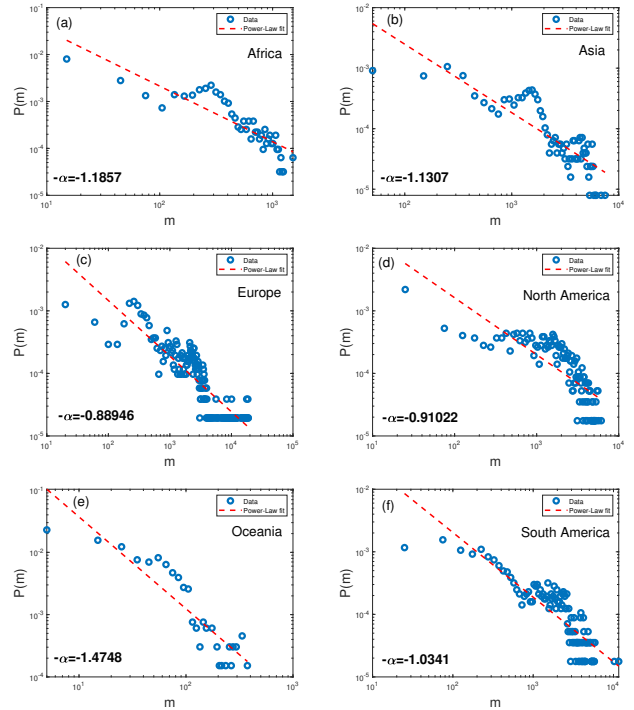 (a)
Data
Power-Law fit
Africa
P(m)
10^-1
10^-2
10^-3
10^-4
10^-5
-α=-1.1857
10^1 10^2 10^3
m
(b)
Data
Power-Law fit
Asia
P(m)
10^-2
10^-3
10^-4
10^-5
-α=-1.1307
10^2 10^3 10^4
m
(c)
Data
Power-Law fit
Europe
P(m)
10^-2
10^-3
10^-4
10^-5
-α=-0.88946
10^1 10^2 10^3 10^4 10^5
m
(d)
Data
Power-Law fit
North America
P(m)
10^-2
10^-3
10^-4
10^-5
-α=-0.91022
10^1 10^2 10^3 10^4
m
(e)
Data
Power-Law fit
Oceania
P(m)
10^-1
10^-2
10^-3
10^-4
-α=-1.4748
10^1 10^2 10^3
m
(f)
Data
Power-Law fit
South America
P(m)
10^-2
10^-3
10^-4
10^-5
-α=-1.0341
10^1 10^2 10^3 10^4
m